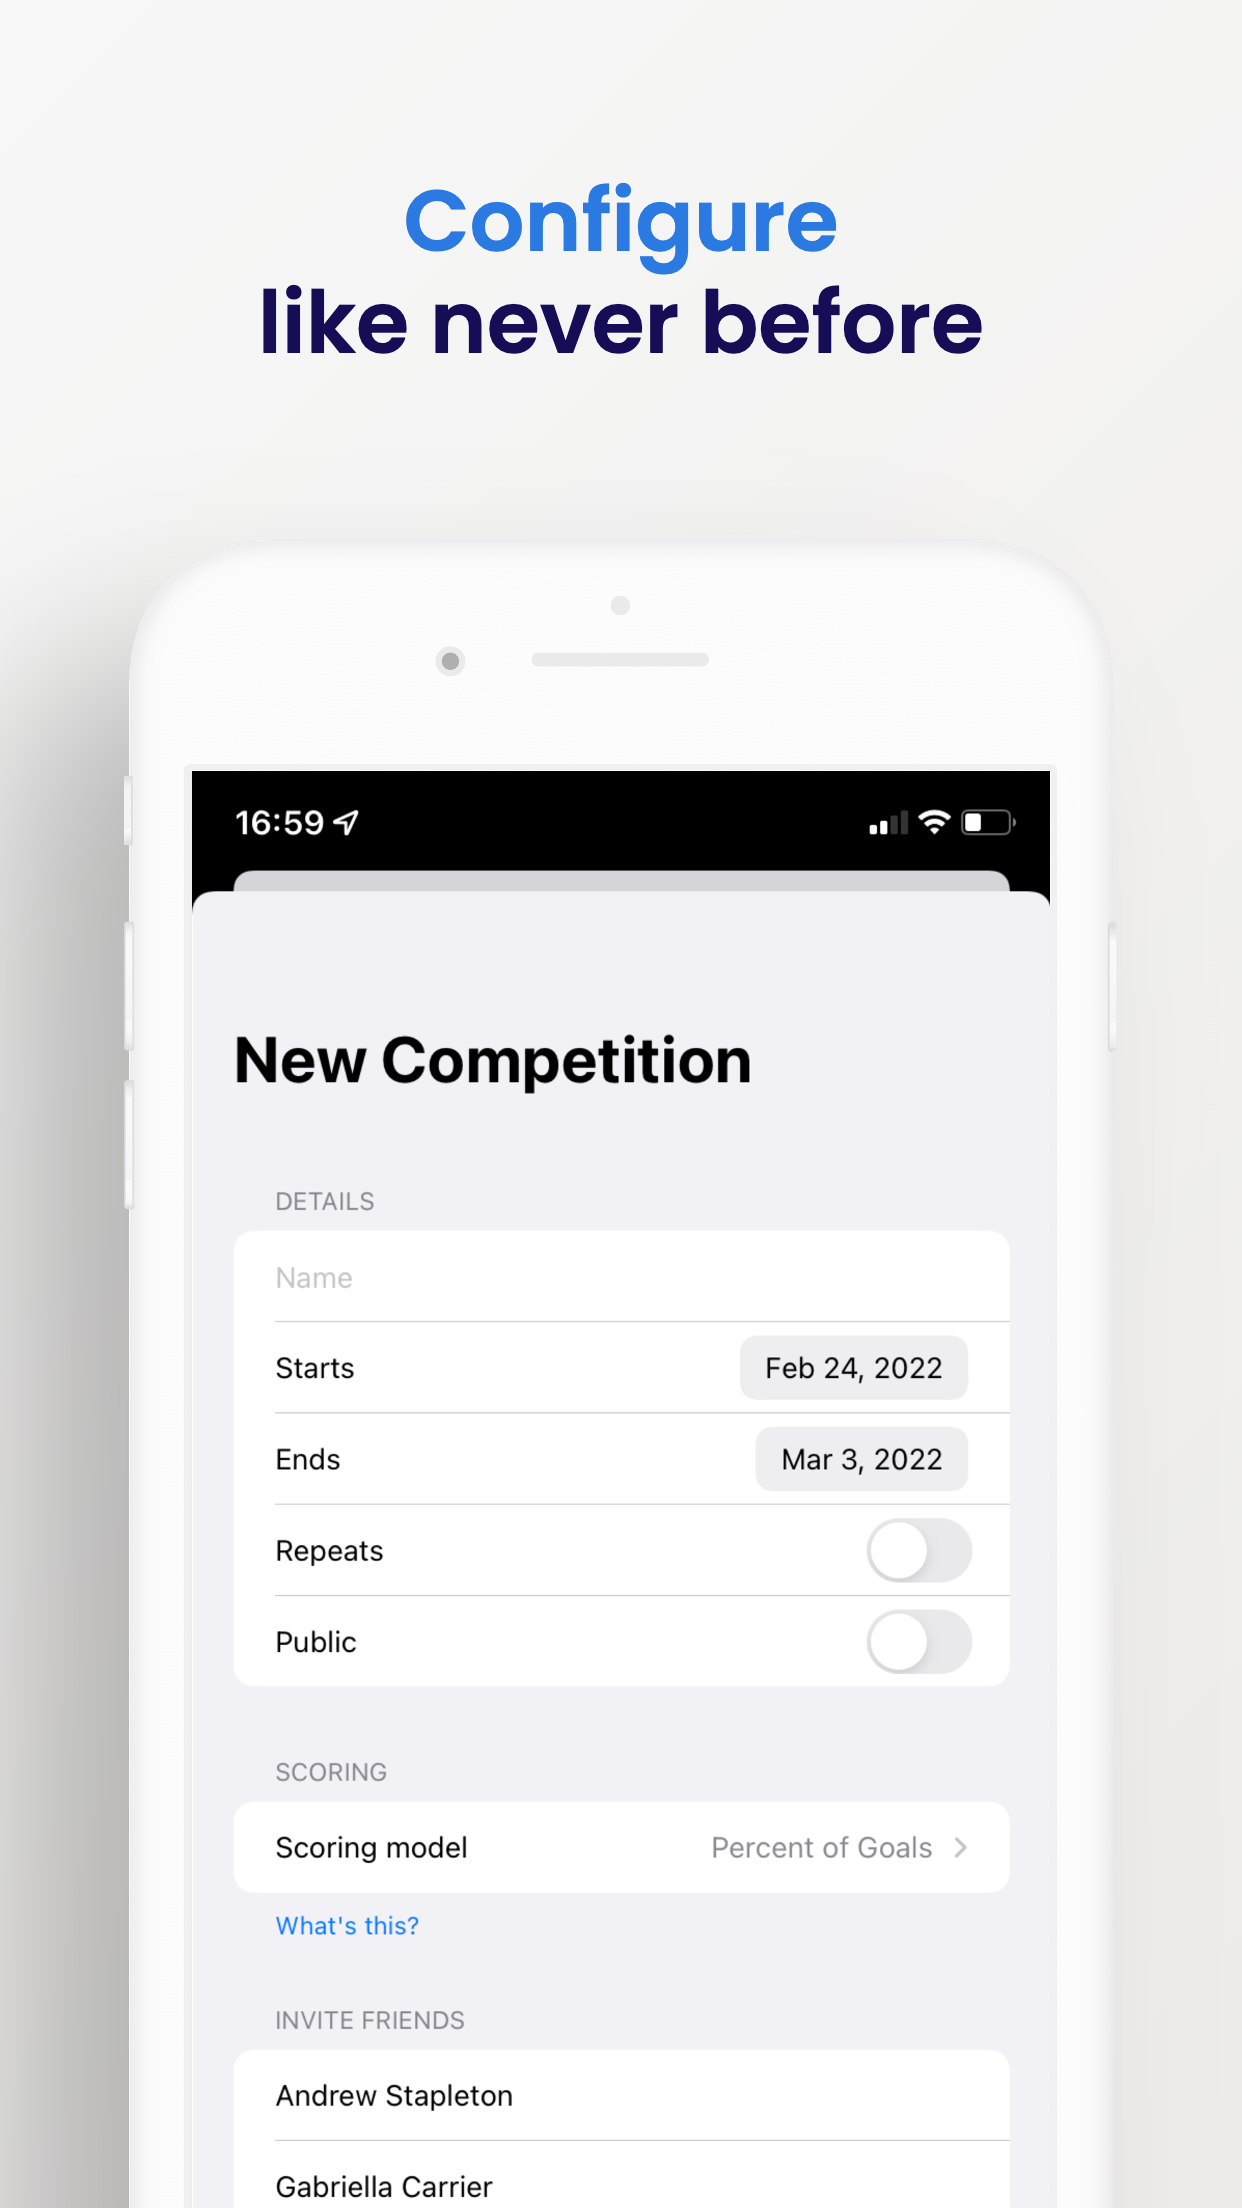 Configure
like never before
16:59
New Competition
DETAILS
Name
Starts Feb 24, 2022
Ends Mar 3, 2022
Repeats
Public
SCORING
Scoring model Percent of Goals
What's this?
INVITE FRIENDS
Andrew Stapleton
Gabriella Carrier